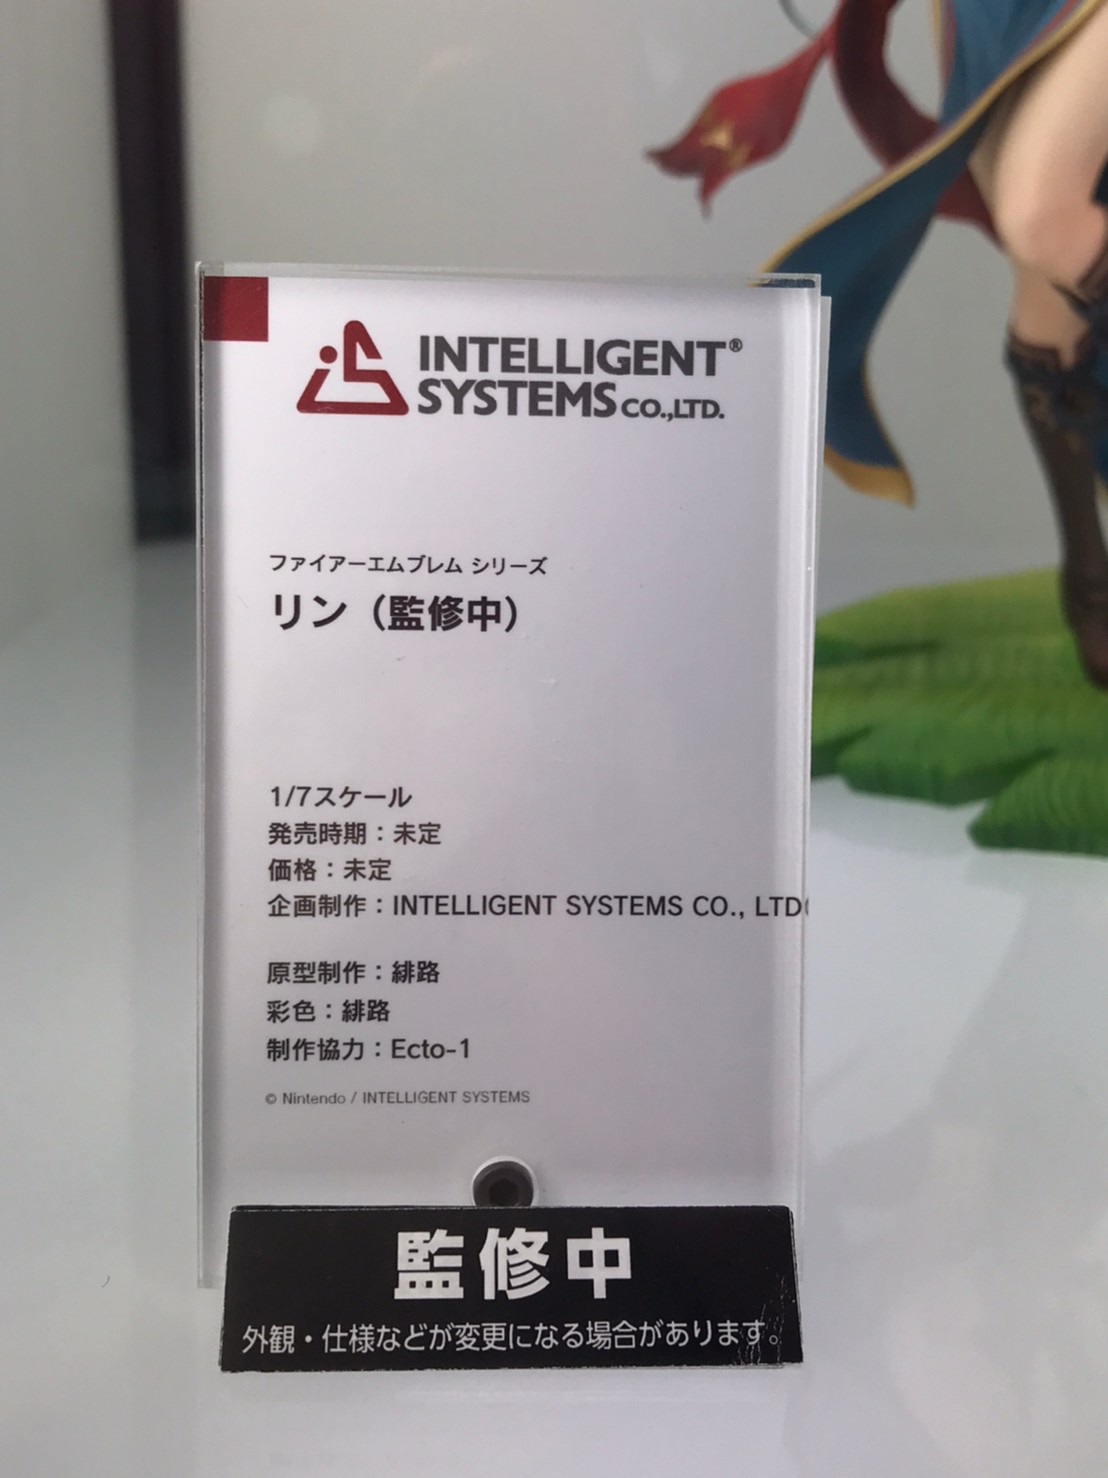 INTELLIGENT®
SYSTEMS CO.,LTD.
ファイアーエムブレム シリーズ
リン（監修中）
1/7スケール
発売時期：未定
価格：未定
企画制作：INTELLIGENT SYSTEMS CO., LTD
原型制作：緋路
彩色：緋路
制作協力：Ecto-1
© Nintendo / INTELLIGENT SYSTEMS
監修中
外観・仕様などが変更になる場合があります。